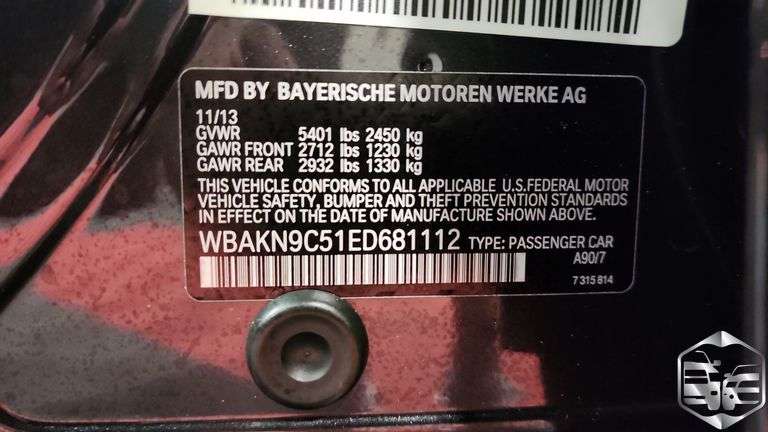 MFD BY BAYERISCHE MOTOREN WERKE AG
11/13
GVWR 5401 lbs 2450 kg
GAWR FRONT 2712 lbs 1230 kg
GAWR REAR 2932 lbs 1330 kg
THIS VEHICLE CONFORMS TO ALL APPLICABLE U.S.FEDERAL MOTOR
VEHICLE SAFETY, BUMPER AND THEFT PREVENTION STANDARDS
IN EFFECT ON THE DATE OF MANUFACTURE SHOWN ABOVE.
WBAKN9C51ED681112 TYPE: PASSENGER CAR
A90/7
7 315 814